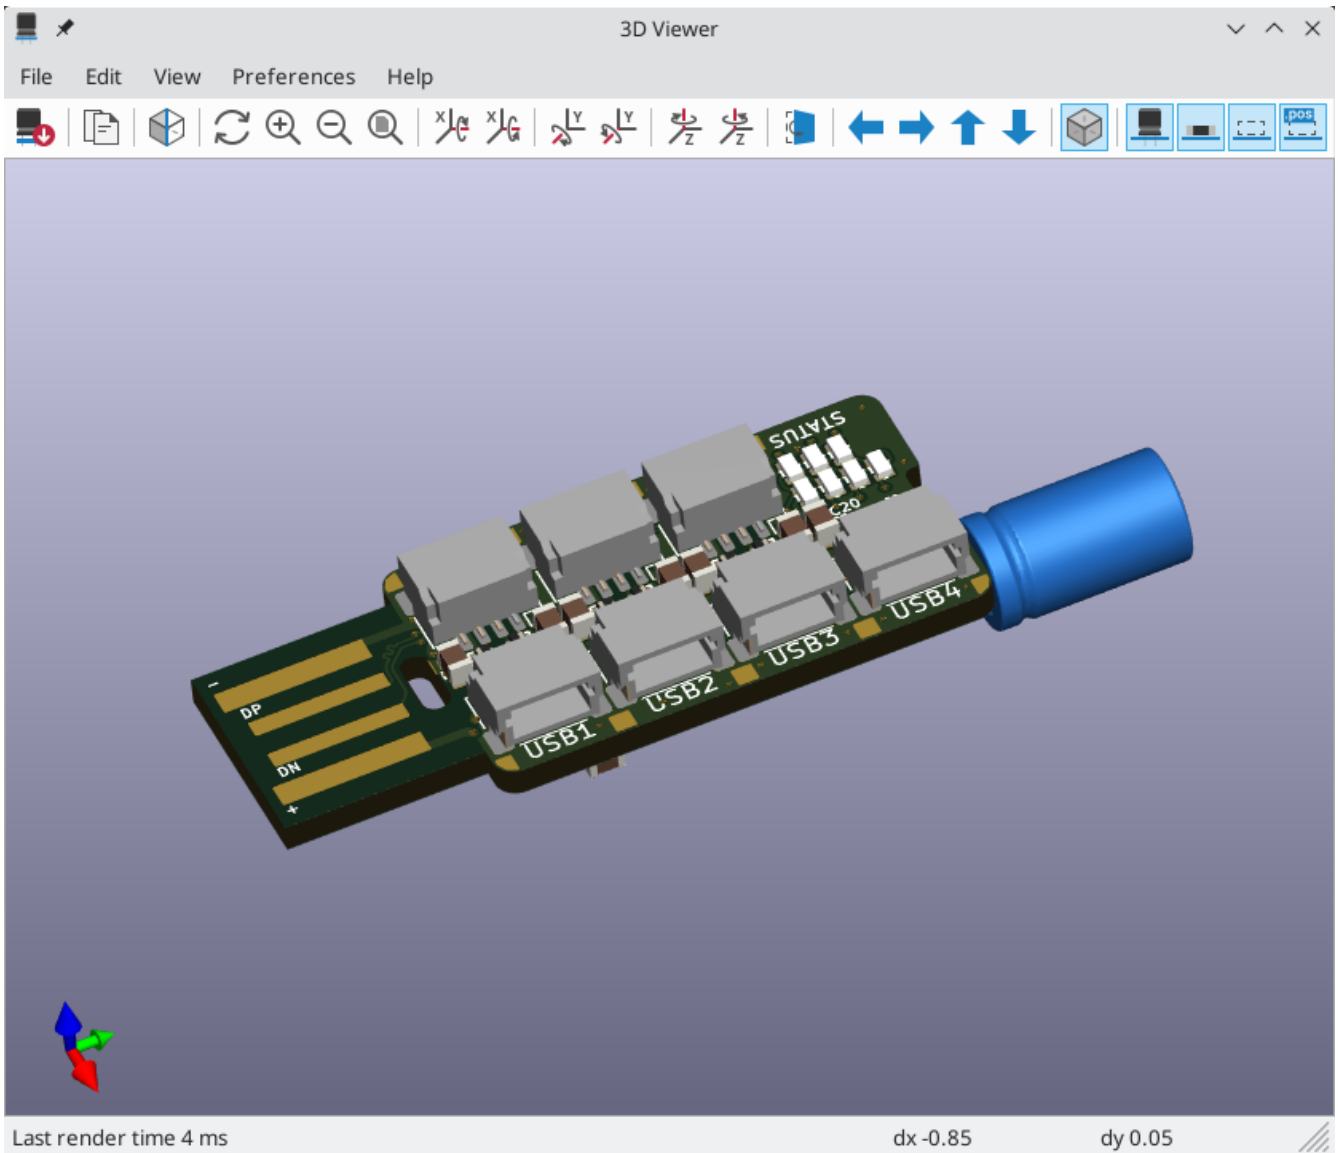 3D Viewer
File Edit View Preferences Help
X X Y Y Z Z .pos
STATUS
C20
USB4
USB3
USB2
USB1
−
DP
DN
+
Last render time 4 ms dx -0.85 dy 0.05